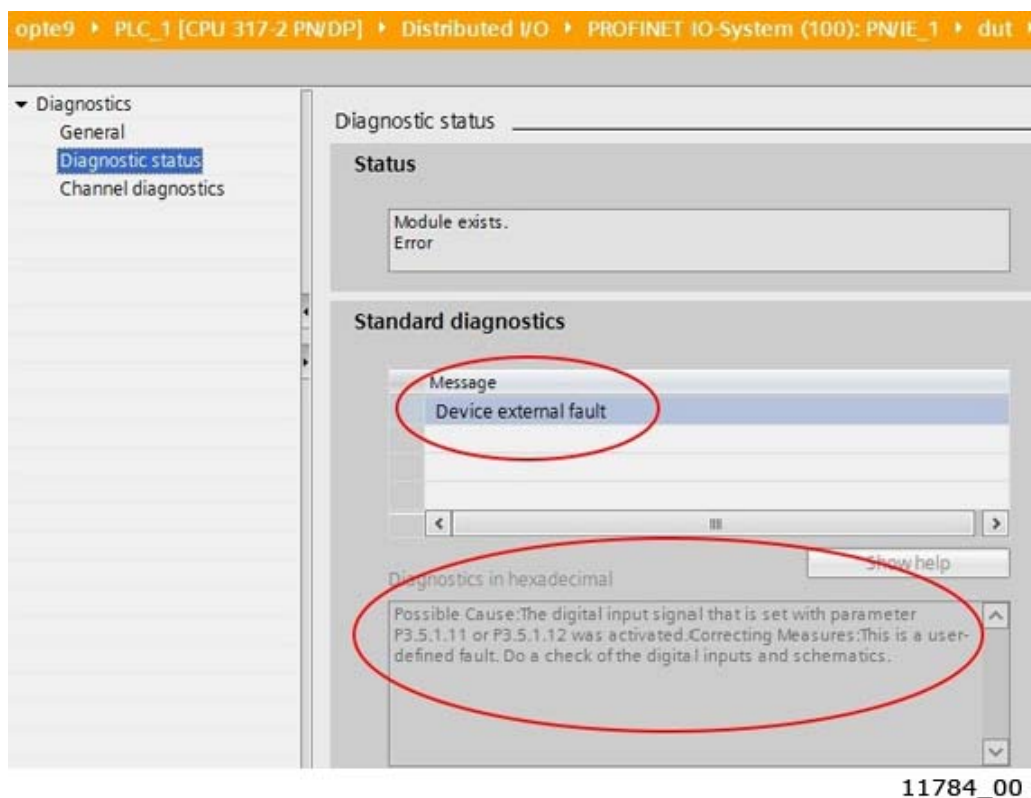 opte9 ▸ PLC_1 [CPU 317-2 PN/DP] ▸ Distributed I/O ▸ PROFINET IO-System (100): PN/IE_1 ▸ dut
Diagnostics
General
Diagnostic status
Channel diagnostics
Diagnostic status
Status
Module exists.
Error
Standard diagnostics
Message
Device external fault
Show help
Diagnostics in hexadecimal
Possible Cause:The digital input signal that is set with parameter
P3.5.1.11 or P3.5.1.12 was activated.Correcting Measures:This is a user-
defined fault. Do a check of the digital inputs and schematics.
11784_00